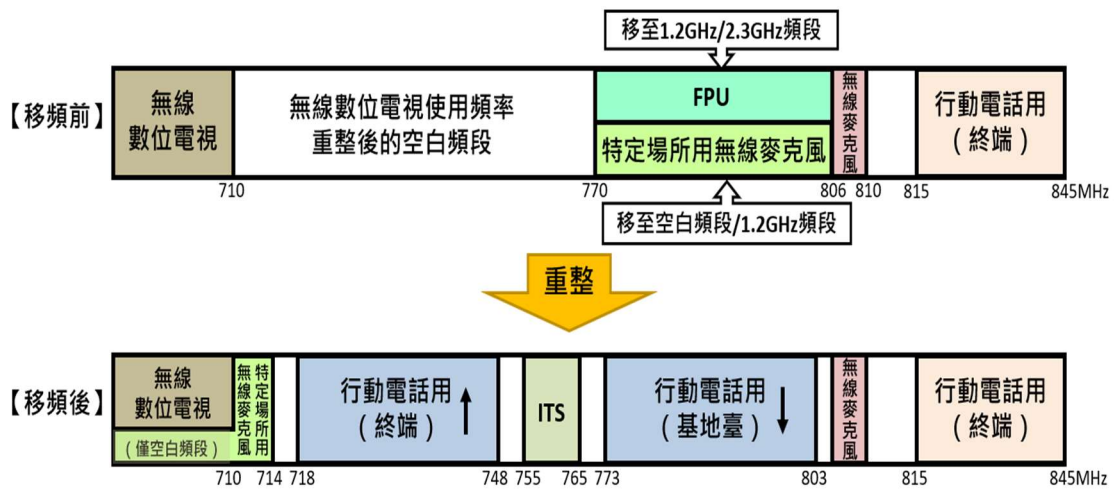 移至1.2GHz/2.3GHz頻段
【移頻前】
無線
數位電視
無線數位電視使用頻率
重整後的空白頻段
FPU
特定場所用無線麥克風
無線麥克風
行動電話用
（終端）
710
770
806
810
815
845MHz
移至空白頻段/1.2GHz頻段
重整
【移頻後】
無線
數位電視
（僅空白頻段）
特定場所用
無線麥克風
行動電話用
（終端）
ITS
行動電話用
（基地臺）
無線麥克風
行動電話用
（終端）
710
714
718
748
755
765
773
803
815
845MHz